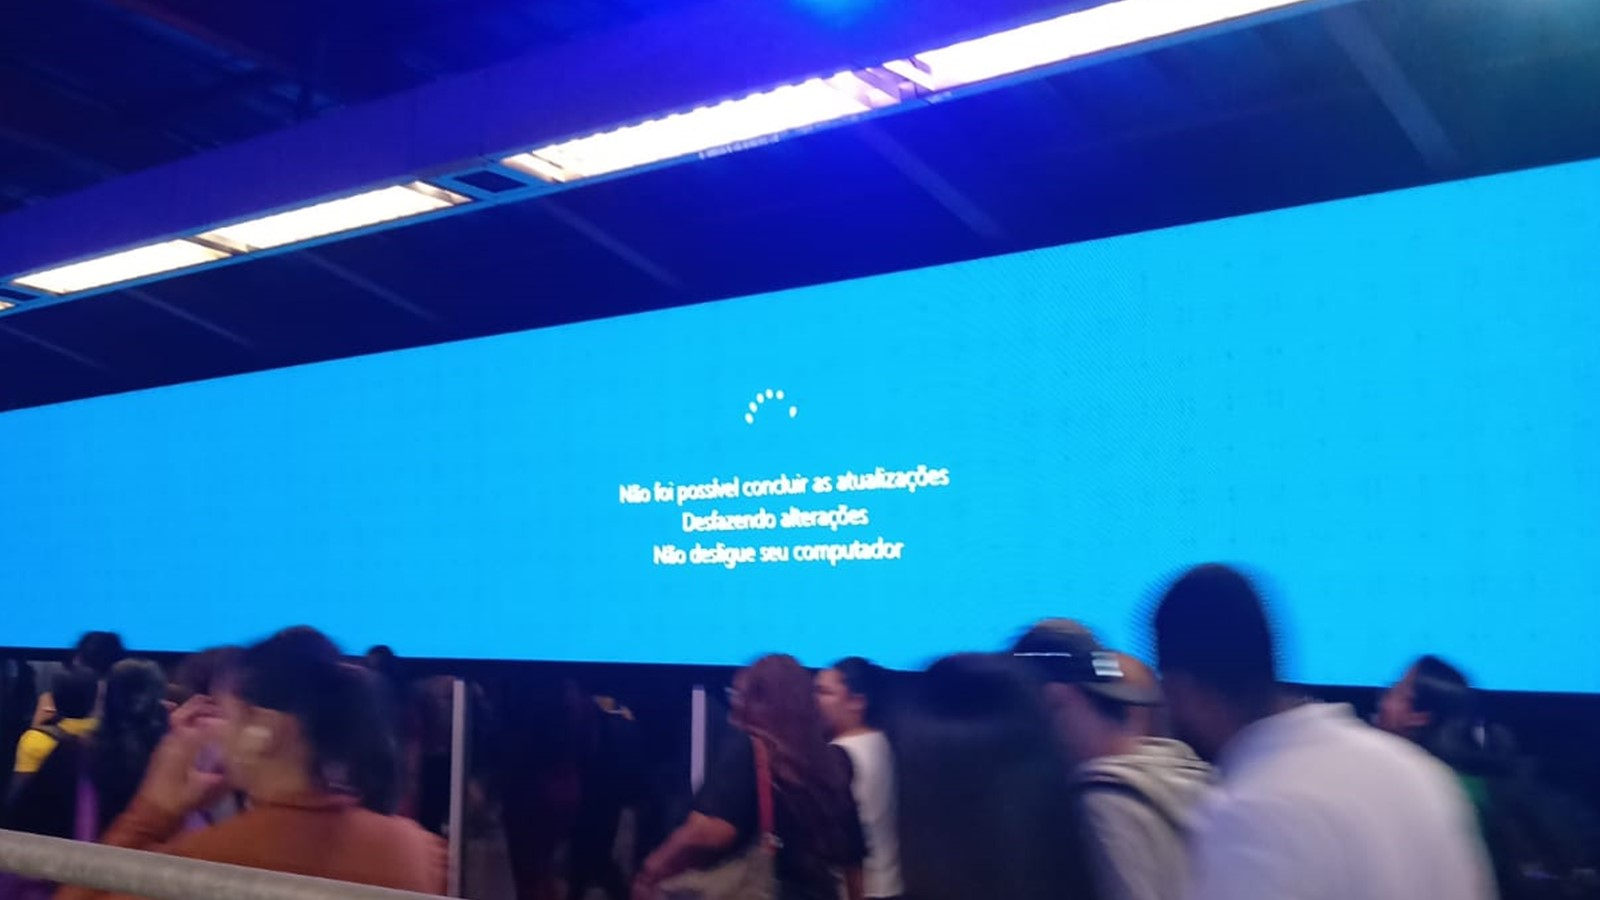 Não foi possível concluir as atualizações
Desfazendo alterações
Não desligue seu computador